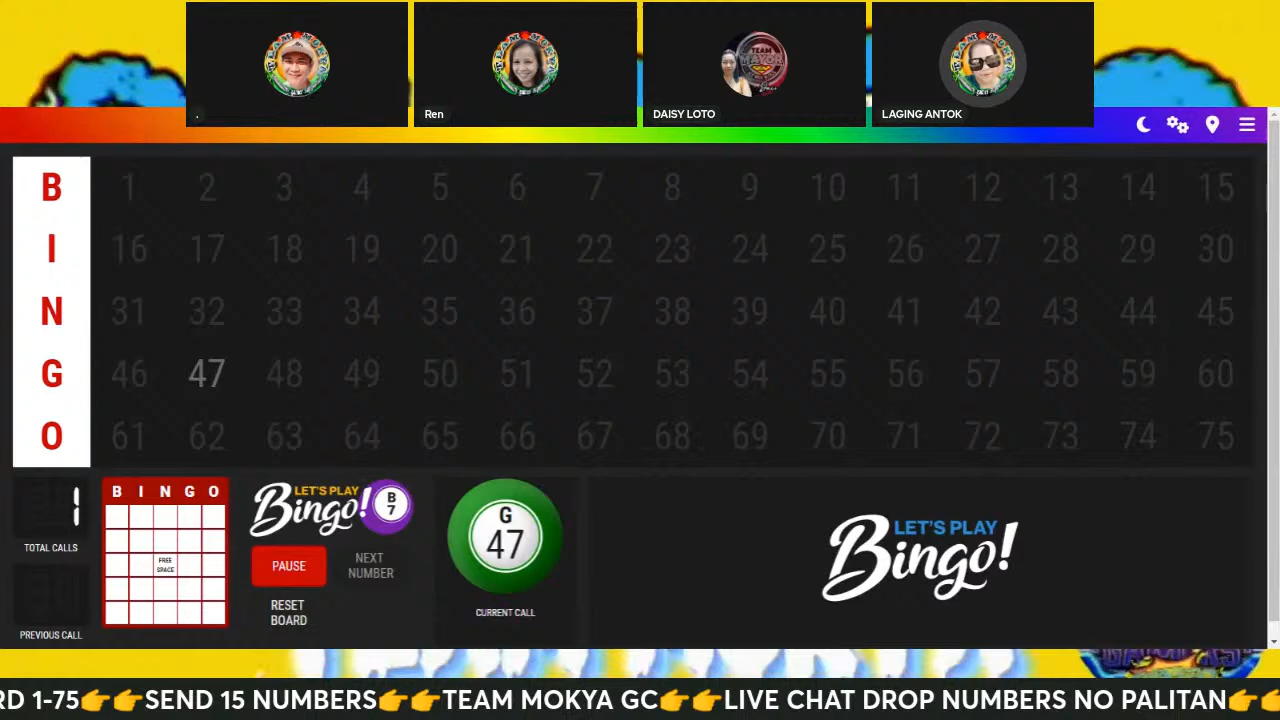 .
Ren
DAISY LOTO
LAGING ANTOK
B 1 2 3 4 5 6 7 8 9 10 11 12 13 14 15
I 16 17 18 19 20 21 22 23 24 25 26 27 28 29 30
N 31 32 33 34 35 36 37 38 39 40 41 42 43 44 45
G 46 47 48 49 50 51 52 53 54 55 56 57 58 59 60
O 61 62 63 64 65 66 67 68 69 70 71 72 73 74 75
1
TOTAL CALLS
PREVIOUS CALL
B I N G O
FREE
SPACE
LET'S PLAY
Bingo!
B
7
PAUSE
NEXT
NUMBER
RESET
BOARD
G
47
CURRENT CALL
LET'S PLAY
Bingo!
RD 1-75👉👉SEND 15 NUMBERS👉👉TEAM MOKYA GC👉👉LIVE CHAT DROP NUMBERS NO PALITAN👉